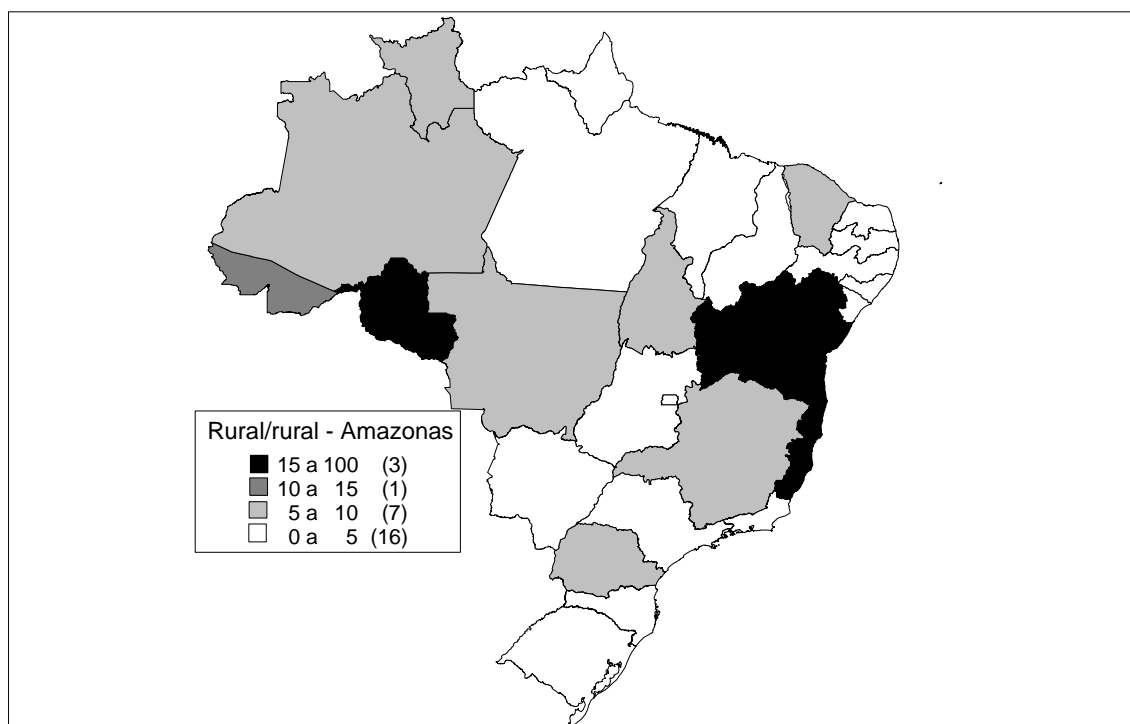 Rural/rural - Amazonas
15 a 100 (3)
10 a 15 (1)
5 a 10 (7)
0 a 5 (16)